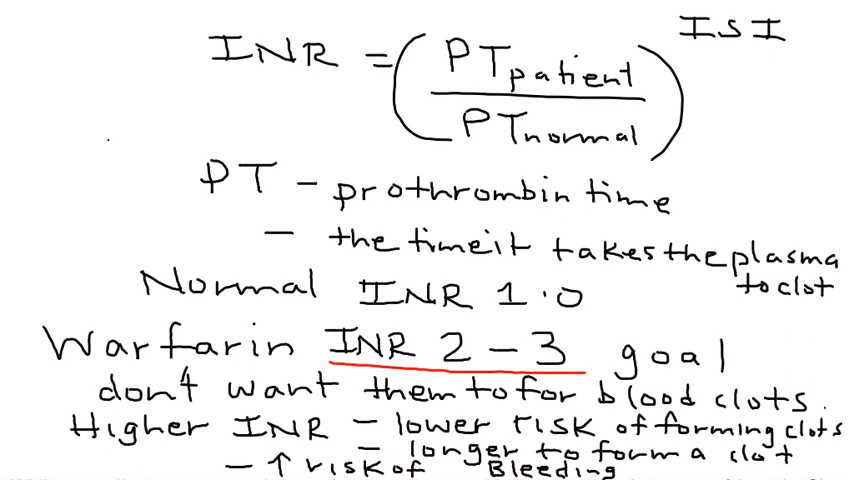 INR = (PTpatient / PTnormal)^ISI
PT - prothrombin time
- the time it takes the plasma to clot
Normal INR 1.0
Warfarin INR 2-3 goal
don't want them to for blood clots.
Higher INR - lower risk of forming clots
- longer to form a clot
- ↑ risk of Bleeding